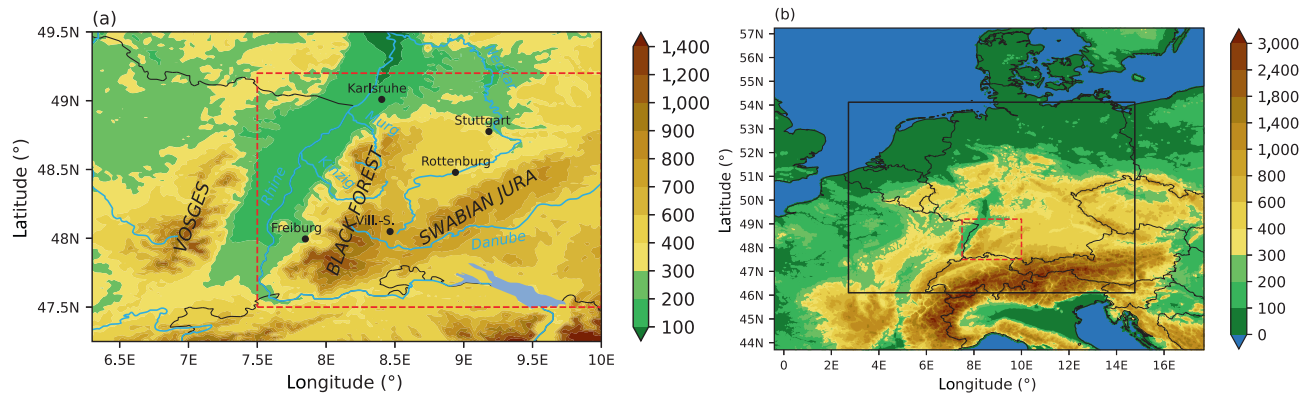 (a)
49.5N
49N
48.5N
48N
47.5N
Latitude (°)
6.5E 7E 7.5E 8E 8.5E 9E 9.5E 10E
Longitude (°)
Karlsruhe
Stuttgart
Rottenburg
Freiburg
Vill.-S.
VOSGES
BLACK FOREST
SWABIAN JURA
Rhine
Murg
Kinzig
Danube
1,400
1,200
1,000
900
800
700
600
400
300
200
100
(b)
57N
56N
55N
54N
53N
52N
51N
50N
49N
48N
47N
46N
45N
44N
Latitude (°)
0 2E 4E 6E 8E 10E 12E 14E 16E
Longitude (°)
3,000
2,400
1,800
1,400
1,000
800
600
400
300
200
100
0